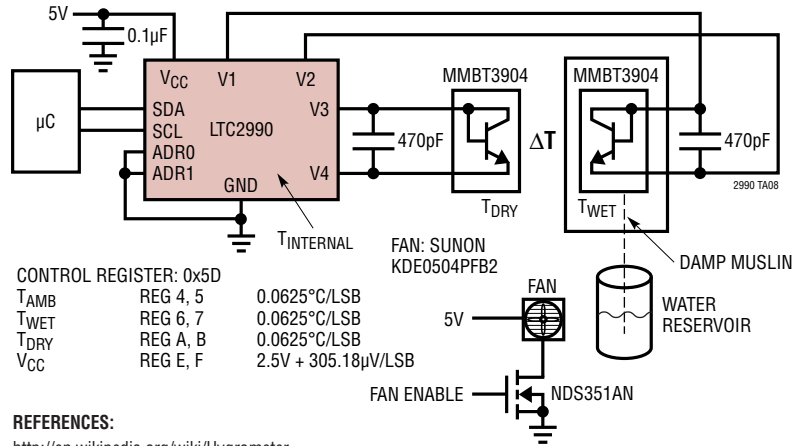 5V
0.1µF
VCC
V1
V2
MMBT3904
MMBT3904
µC
SDA
SCL
ADR0
ADR1
LTC2990
V3
V4
GND
470pF
ΔT
470pF
2990 TA08
TDRY
TWET
TINTERNAL
FAN: SUNON
KDE0504PFB2
DAMP MUSLIN
WATER
RESERVOIR
FAN
5V
FAN ENABLE
NDS351AN
CONTROL REGISTER: 0x5D
TAMB REG 4, 5 0.0625°C/LSB
TWET REG 6, 7 0.0625°C/LSB
TDRY REG A, B 0.0625°C/LSB
VCC REG E, F 2.5V + 305.18µV/LSB
REFERENCES: